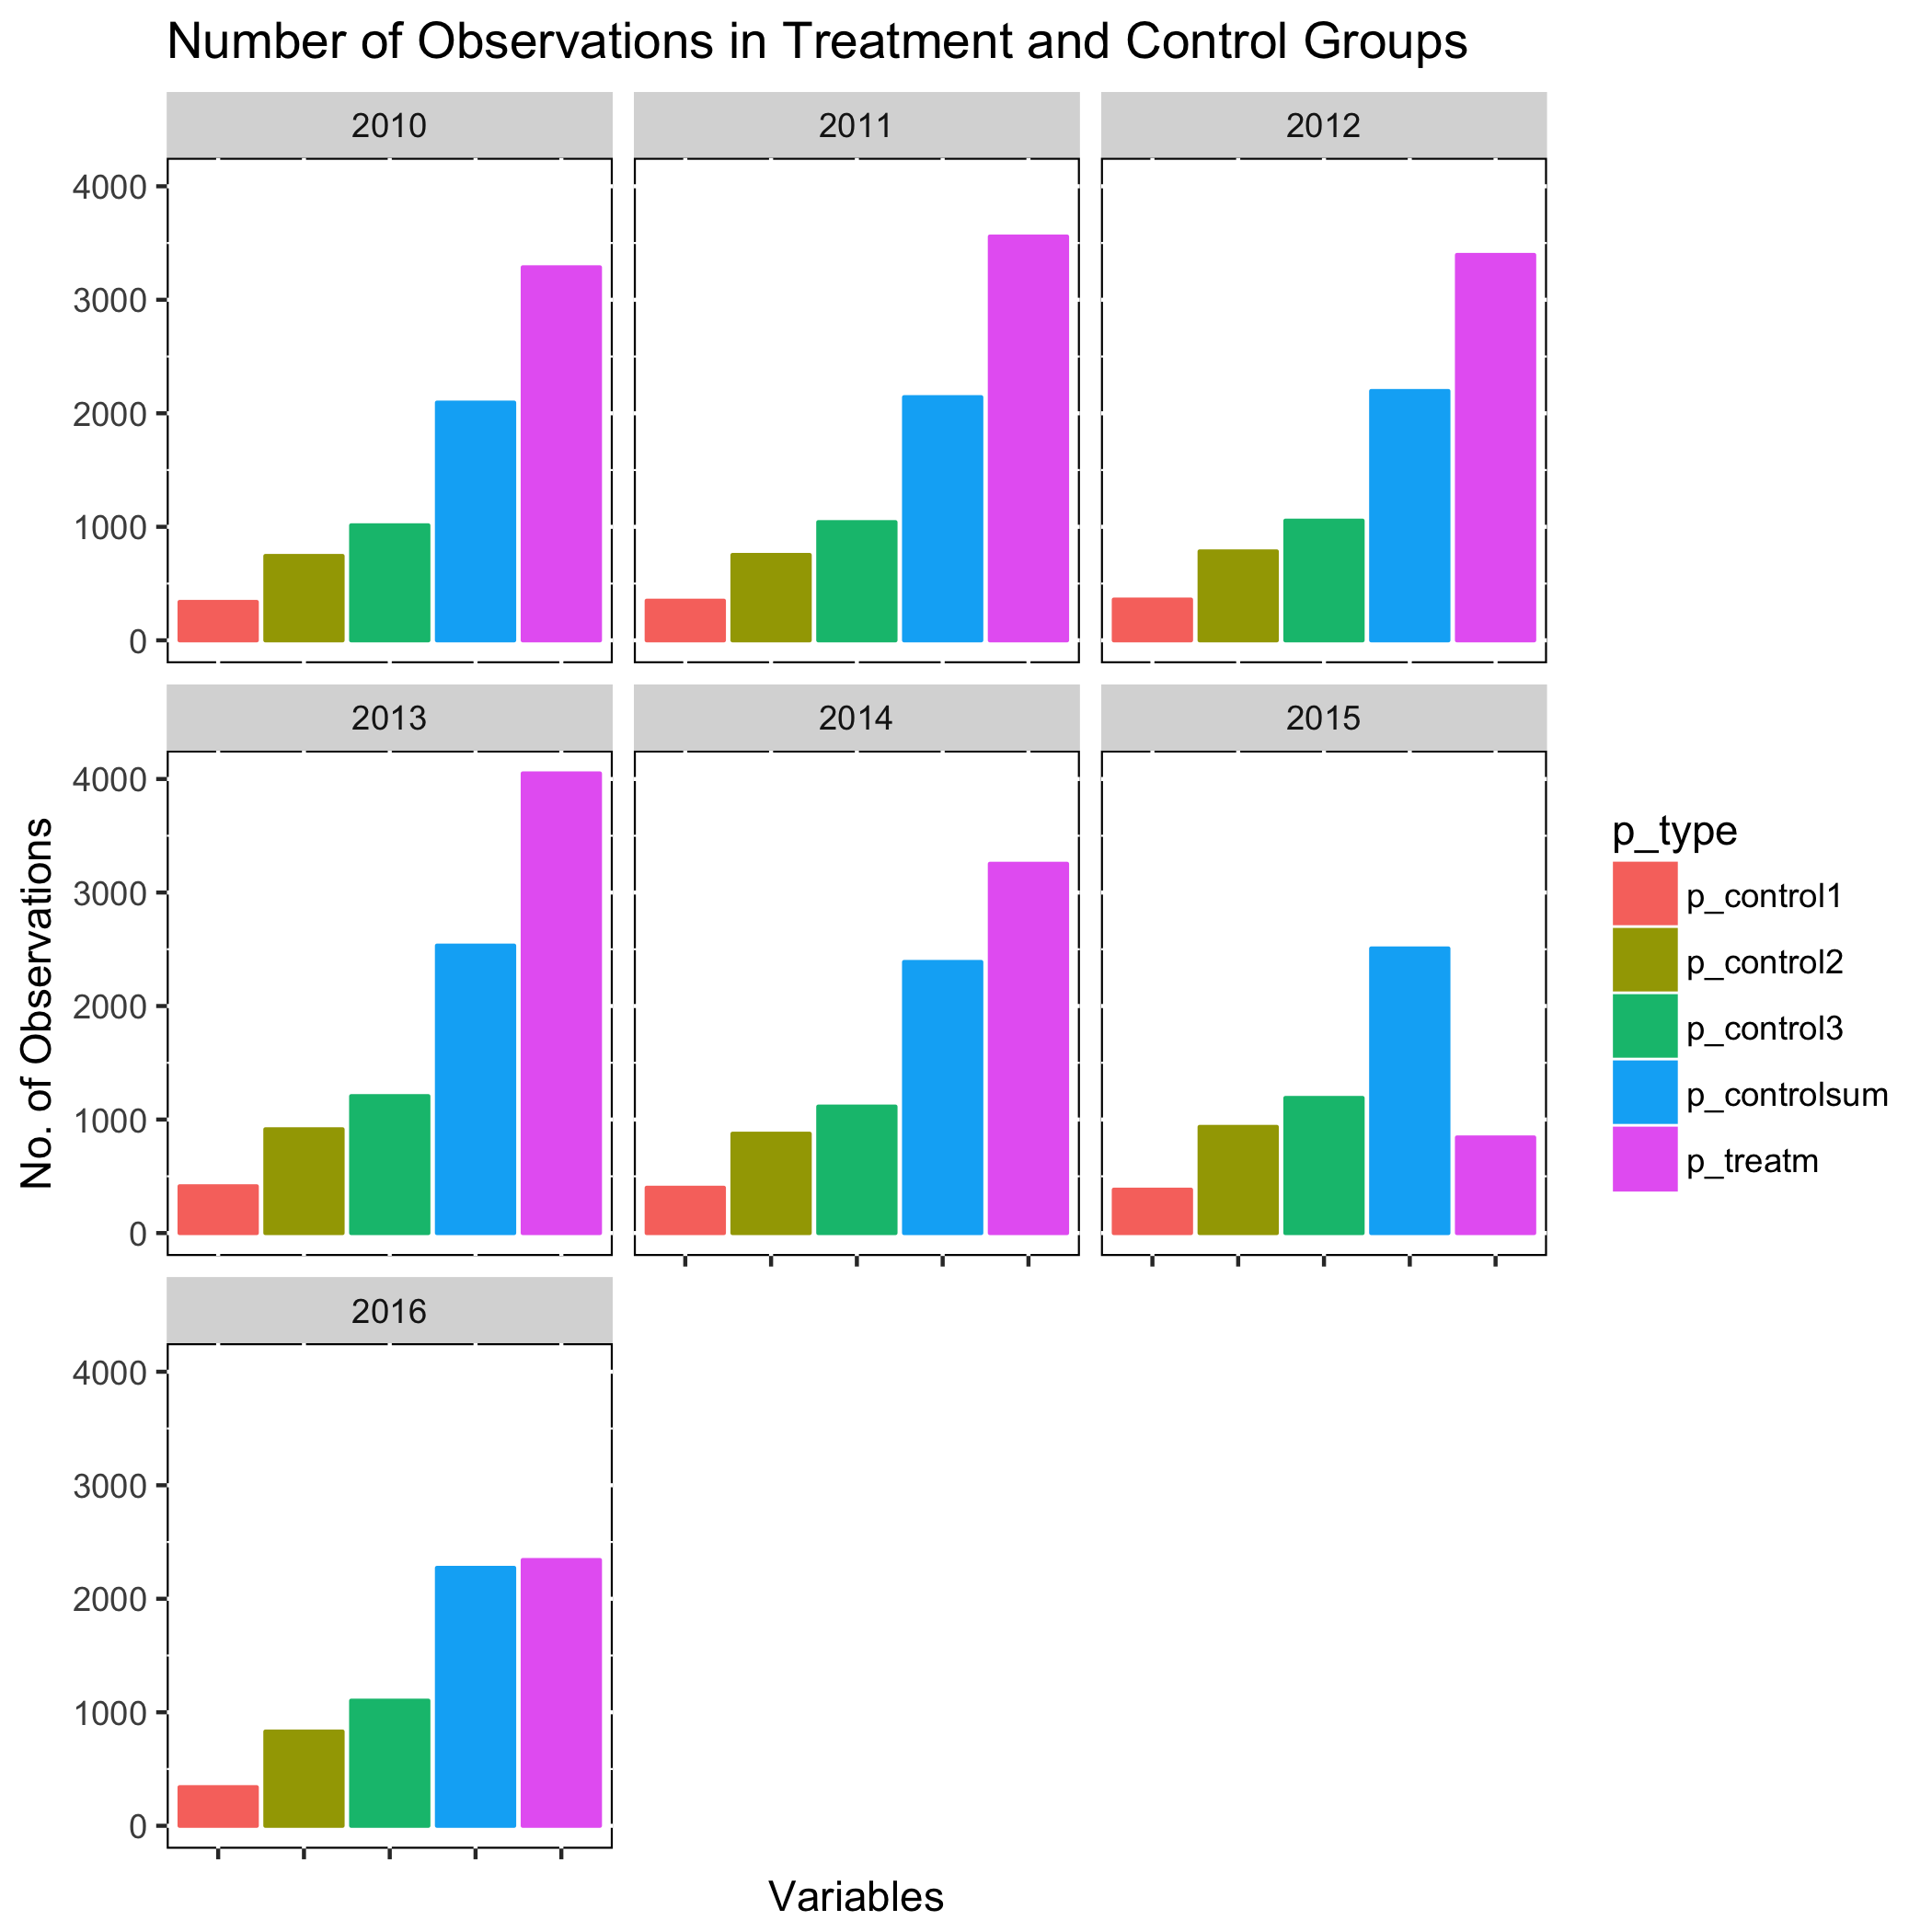 Number of Observations in Treatment and Control Groups
2010
2011
2012
4000
3000
2000
1000
0
2013
2014
2015
4000
3000
2000
1000
0
2016
4000
3000
2000
1000
0
No. of Observations
Variables
p_type
p_control1
p_control2
p_control3
p_controlsum
p_treatm